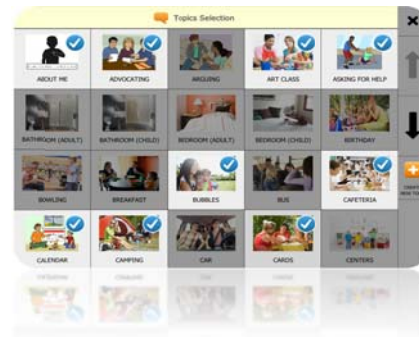 Topics Selection
ABOUT ME
ADVOCATING
ARGUING
ART CLASS
ASKING FOR HELP
BATHROOM (ADULT)
BATHROOM (CHILD)
BEDROOM (ADULT)
BEDROOM (CHILD)
BIRTHDAY
BOWLING
BREAKFAST
BUBBLES
BUS
CAFETERIA
CALENDAR
CAMPING
CAR
CARDS
CENTERS